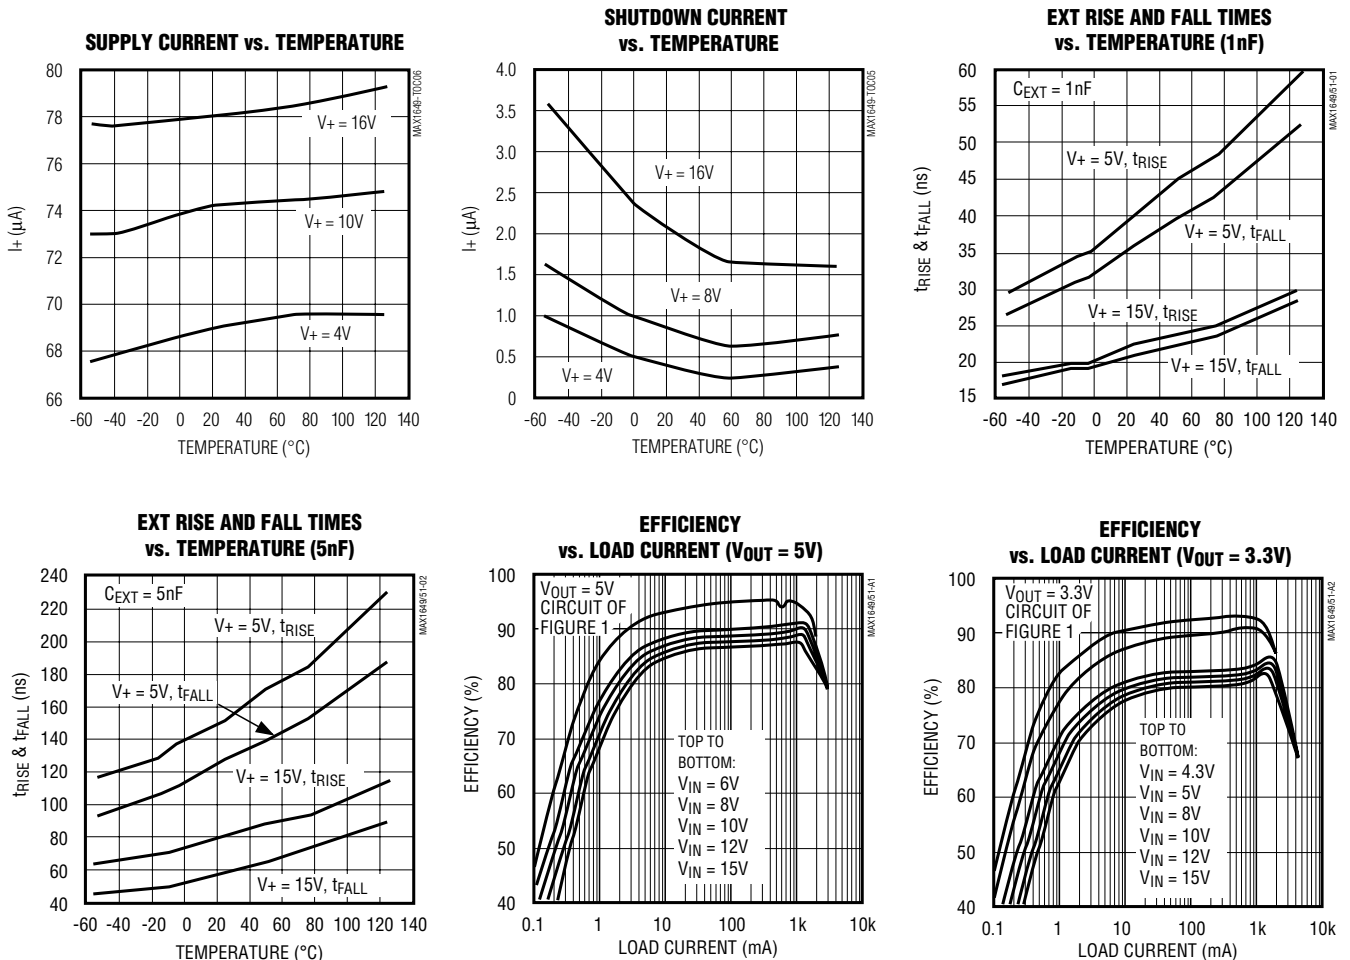 SUPPLY CURRENT vs. TEMPERATURE
80
78
76
74
72
70
68
66
I+ (µA)
V+ = 16V
V+ = 10V
V+ = 4V
-60 -40 -20 0 20 40 60 80 100 120 140
TEMPERATURE (°C)
MAX1649-TOC06
SHUTDOWN CURRENT
vs. TEMPERATURE
4.0
3.5
3.0
2.5
2.0
1.5
1.0
0.5
0
I+ (µA)
V+ = 16V
V+ = 8V
V+ = 4V
-60 -40 -20 0 20 40 60 80 100 120 140
TEMPERATURE (°C)
MAX1649-TOC05
EXT RISE AND FALL TIMES
vs. TEMPERATURE (1nF)
60
55
50
45
40
35
30
25
20
15
tRISE & tFALL (ns)
CEXT = 1nF
V+ = 5V, tRISE
V+ = 5V, tFALL
V+ = 15V, tRISE
V+ = 15V, tFALL
-60 -40 -20 0 20 40 60 80 100 120 140
TEMPERATURE (°C)
MAX1649/51-01
EXT RISE AND FALL TIMES
vs. TEMPERATURE (5nF)
240
220
200
180
160
140
120
100
80
60
40
tRISE & tFALL (ns)
CEXT = 5nF
V+ = 5V, tRISE
V+ = 5V, tFALL
V+ = 15V, tRISE
V+ = 15V, tFALL
-60 -40 -20 0 20 40 60 80 100 120 140
TEMPERATURE (°C)
MAX1649/51-02
EFFICIENCY
vs. LOAD CURRENT (VOUT = 5V)
100
90
80
70
60
50
40
EFFICIENCY (%)
VOUT = 5V
CIRCUIT OF
FIGURE 1
TOP TO
BOTTOM:
VIN = 6V
VIN = 8V
VIN = 10V
VIN = 12V
VIN = 15V
0.1 1 10 100 1k 10k
LOAD CURRENT (mA)
MAX1649/51-A1
EFFICIENCY
vs. LOAD CURRENT (VOUT = 3.3V)
100
90
80
70
60
50
40
EFFICIENCY (%)
VOUT = 3.3V
CIRCUIT OF
FIGURE 1
TOP TO
BOTTOM:
VIN = 4.3V
VIN = 5V
VIN = 8V
VIN = 10V
VIN = 12V
VIN = 15V
0.1 1 10 100 1k 10k
LOAD CURRENT (mA)
MAX1649/51-A2